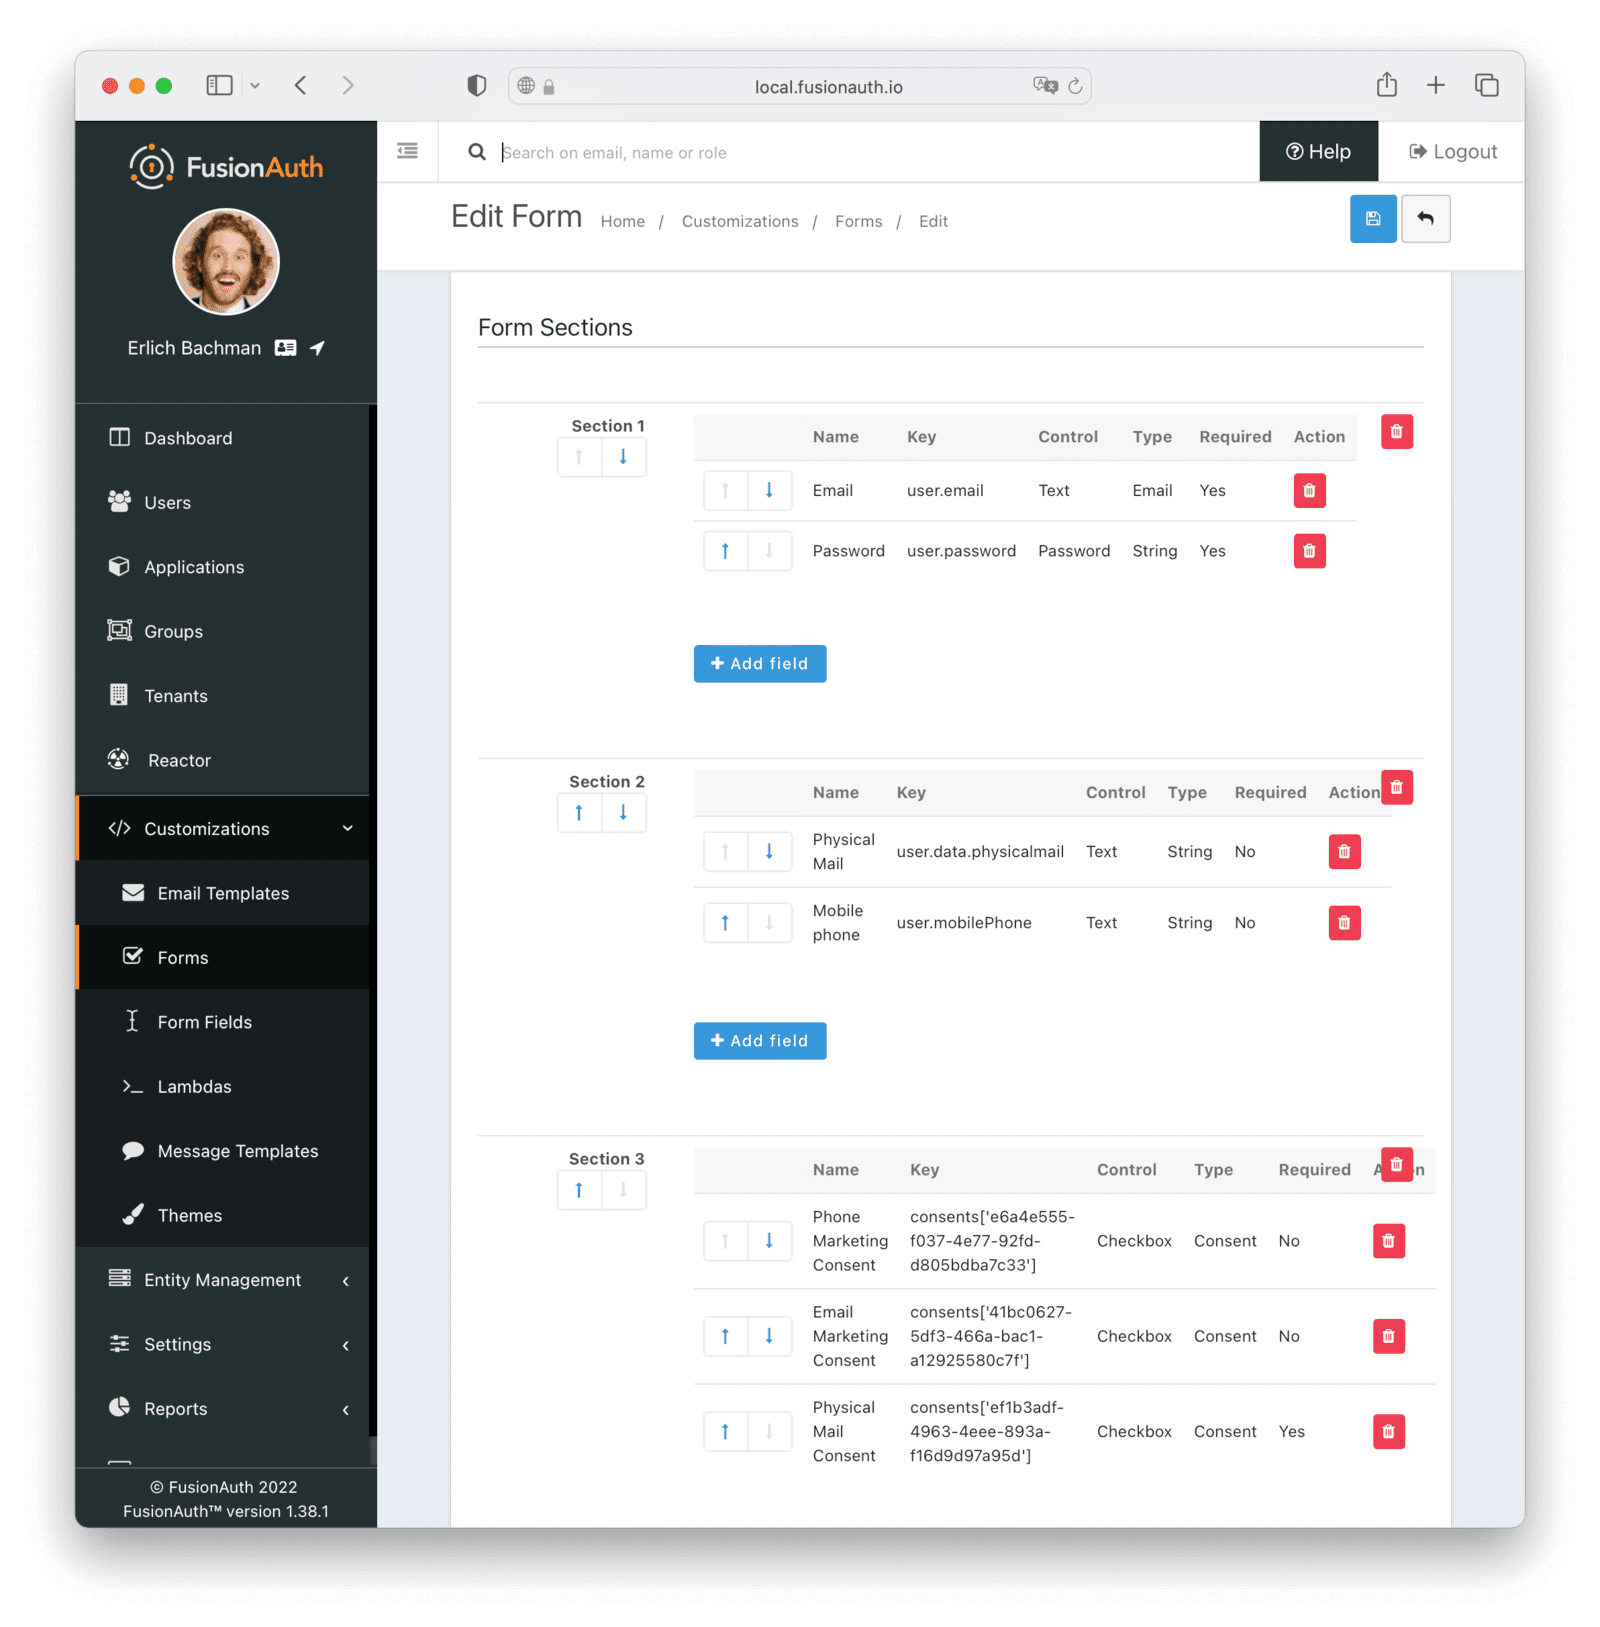 local.fusionauth.io
FusionAuth
Search on email, name or role
Help
Logout
Edit Form
Home / Customizations / Forms / Edit
Erlich Bachman
Dashboard
Users
Applications
Groups
Tenants
Reactor
Customizations
Email Templates
Forms
Form Fields
Lambdas
Message Templates
Themes
Entity Management
Settings
Reports
© FusionAuth 2022
FusionAuth™ version 1.38.1
Form Sections
Section 1
Name Key Control Type Required Action
Email user.email Text Email Yes
Password user.password Password String Yes
Add field
Section 2
Name Key Control Type Required Action
Physical
Mail
user.data.physicalmail Text String No
Mobile
phone
user.mobilePhone Text String No
Add field
Section 3
Name Key Control Type Required
Phone
Marketing
Consent
consents['e6a4e555-
f037-4e77-92fd-
d805bdba7c33']
Checkbox Consent No
Email
Marketing
Consent
consents['41bc0627-
5df3-466a-bac1-
a12925580c7f']
Checkbox Consent No
Physical
Mail
Consent
consents['ef1b3adf-
4963-4eee-893a-
f16d9d97a95d']
Checkbox Consent Yes